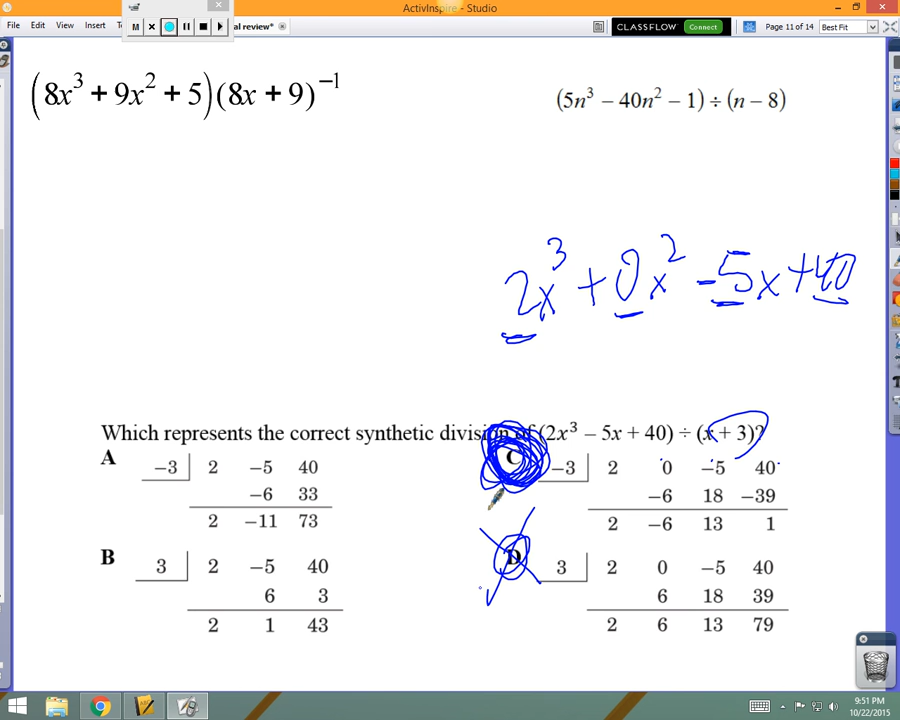 ActivInspire - Studio
File Edit View Insert al review* CLASSFLOW Connect Page 11 of 14 Best Fit
M
(8x³ + 9x² + 5)(8x + 9)⁻¹
(5n³ − 40n² − 1) ÷ (n − 8)
2x³ + 0x² - 5x + 40
Which represents the correct synthetic division of (2x³ − 5x + 40) ÷ (x + 3)?
A
−3 2 −5 40
−6 33
2 −11 73
B
3 2 −5 40
6 3
2 1 43
C
−3 2 0 −5 40
−6 18 −39
2 −6 13 1
D
3 2 0 −5 40
6 18 39
2 6 13 79
9:51 PM
10/22/2015